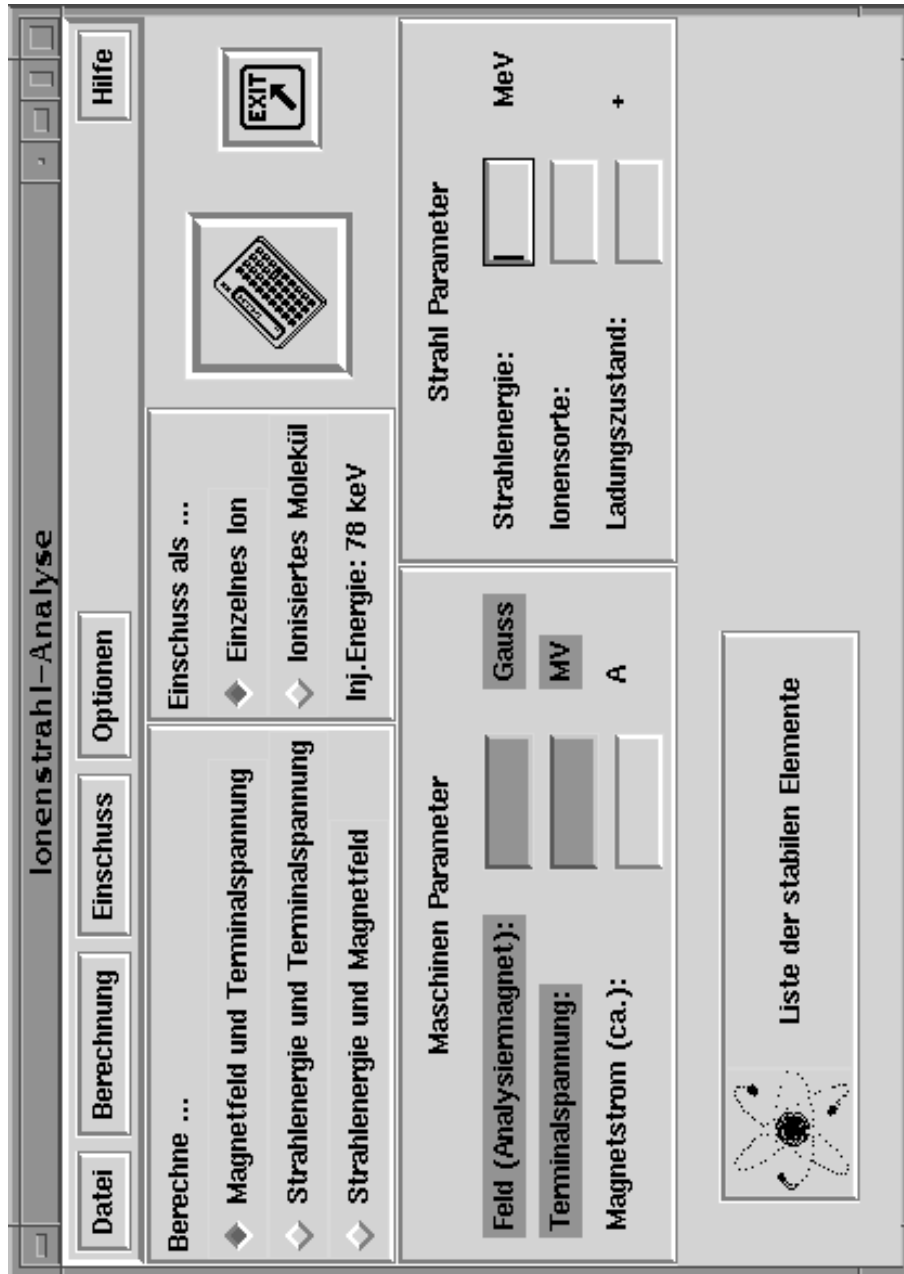 Ionenstrahl-Analyse
Datei Berechnung Einschuss Optionen Hilfe
Berechne ...
Magnetfeld und Terminalspannung
Strahlenergie und Terminalspannung
Strahlenergie und Magnetfeld
Einschuss als ...
Einzelnes Ion
Ionisiertes Molekül
Inj.Energie: 78 keV
EXIT
Maschinen Parameter
Feld (Analysiermagnet): Gauss
Terminalspannung: MV
Magnetstrom (ca.): A
Strahl Parameter
Strahlenergie: MeV
Ionensorte:
Ladungszustand: +
Liste der stabilen Elemente